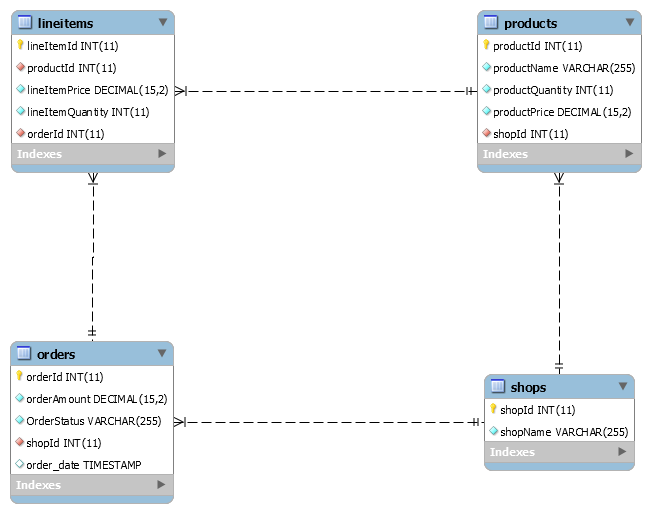 lineitems
lineItemId INT(11)
productId INT(11)
lineItemPrice DECIMAL(15,2)
lineItemQuantity INT(11)
orderId INT(11)
Indexes
products
productId INT(11)
productName VARCHAR(255)
productQuantity INT(11)
productPrice DECIMAL(15,2)
shopId INT(11)
Indexes
orders
orderId INT(11)
orderAmount DECIMAL(15,2)
OrderStatus VARCHAR(255)
shopId INT(11)
order_date TIMESTAMP
Indexes
shops
shopId INT(11)
shopName VARCHAR(255)
Indexes